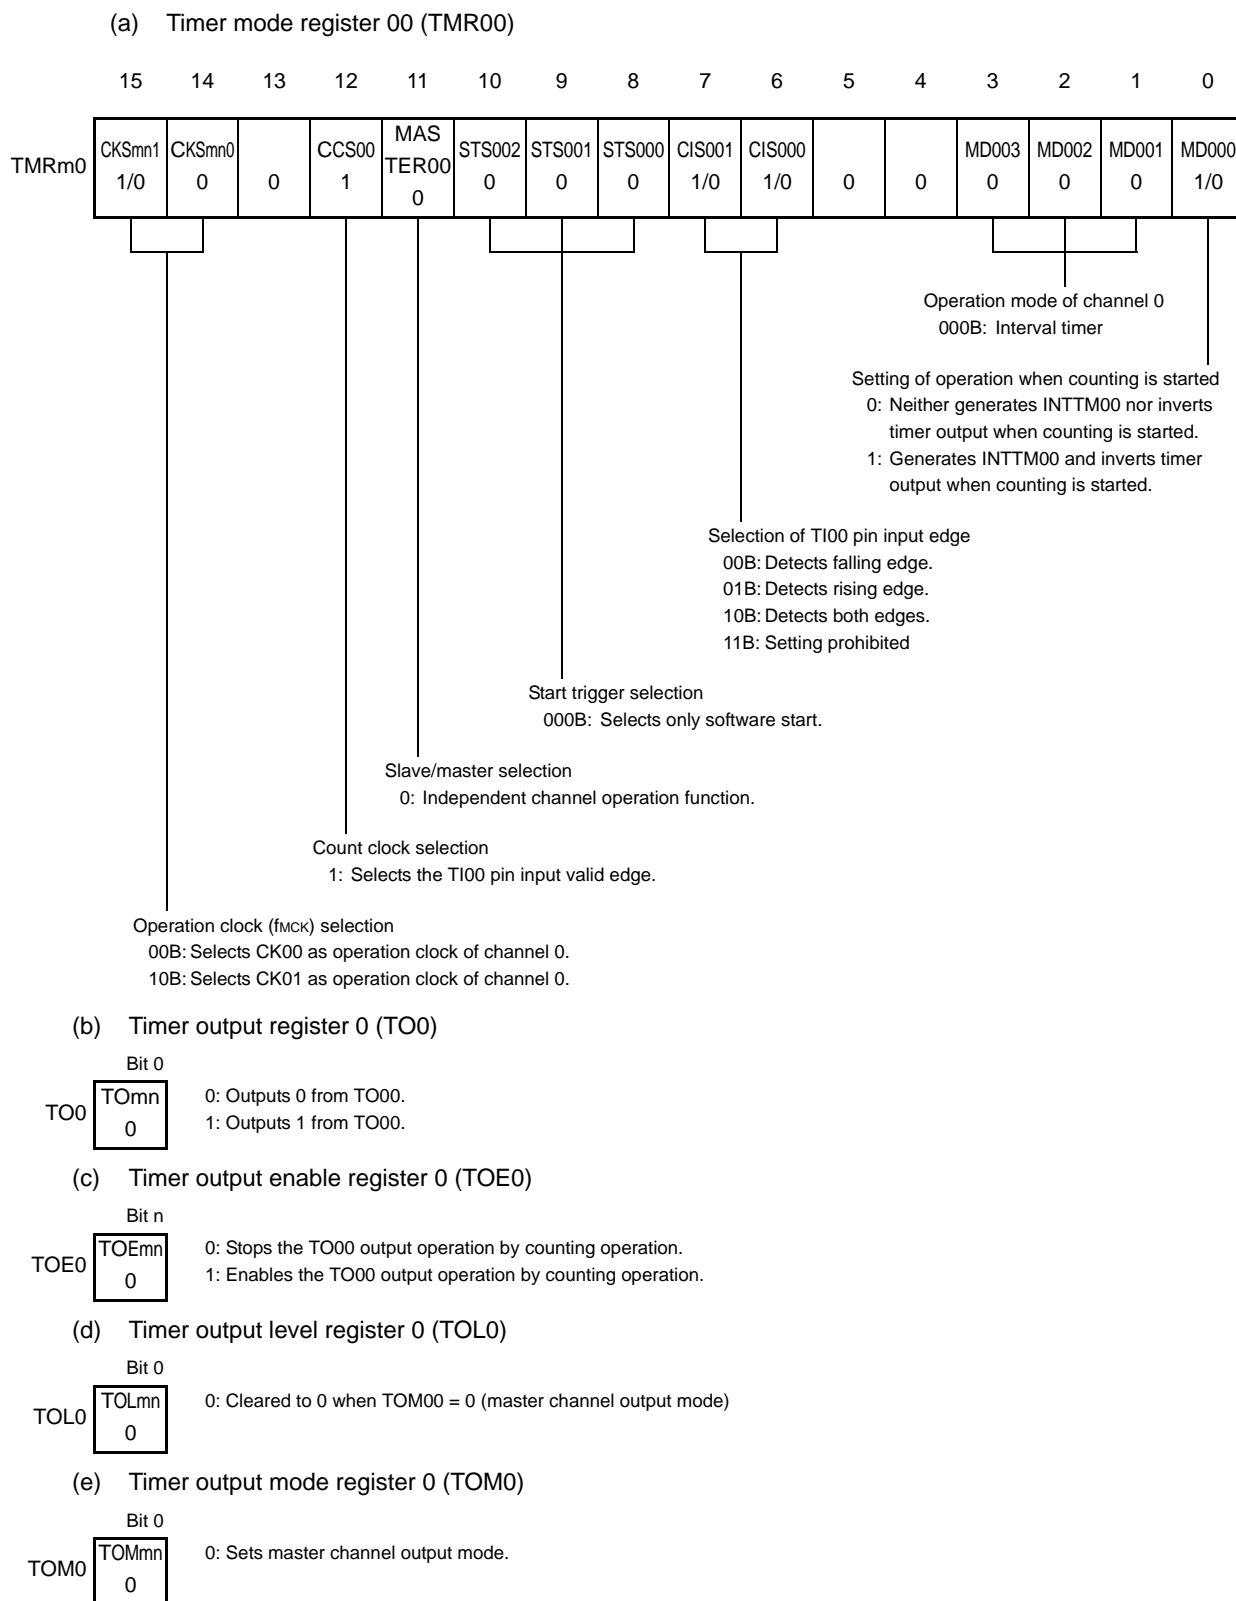 (a) Timer mode register 00 (TMR00)
15 14 13 12 11 10 9 8 7 6 5 4 3 2 1 0
TMRm0
CKSmn1 1/0
CKSmn0 0
0
CCS00 1
MAS TER00 0
STS002 0
STS001 0
STS000 0
CIS001 1/0
CIS000 1/0
0
0
MD003 0
MD002 0
MD001 0
MD000 1/0
Operation mode of channel 0
000B: Interval timer
Setting of operation when counting is started
0: Neither generates INTTM00 nor inverts
timer output when counting is started.
1: Generates INTTM00 and inverts timer
output when counting is started.
Selection of TI00 pin input edge
00B: Detects falling edge.
01B: Detects rising edge.
10B: Detects both edges.
11B: Setting prohibited
Start trigger selection
000B: Selects only software start.
Slave/master selection
0: Independent channel operation function.
Count clock selection
1: Selects the TI00 pin input valid edge.
Operation clock (fMCK) selection
00B: Selects CK00 as operation clock of channel 0.
10B: Selects CK01 as operation clock of channel 0.
(b) Timer output register 0 (TO0)
Bit 0
TO0
TOmn
0
0: Outputs 0 from TO00.
1: Outputs 1 from TO00.
(c) Timer output enable register 0 (TOE0)
Bit n
TOE0
TOEmn
0
0: Stops the TO00 output operation by counting operation.
1: Enables the TO00 output operation by counting operation.
(d) Timer output level register 0 (TOL0)
Bit 0
TOL0
TOLmn
0
0: Cleared to 0 when TOM00 = 0 (master channel output mode)
(e) Timer output mode register 0 (TOM0)
Bit 0
TOM0
TOMmn
0
0: Sets master channel output mode.